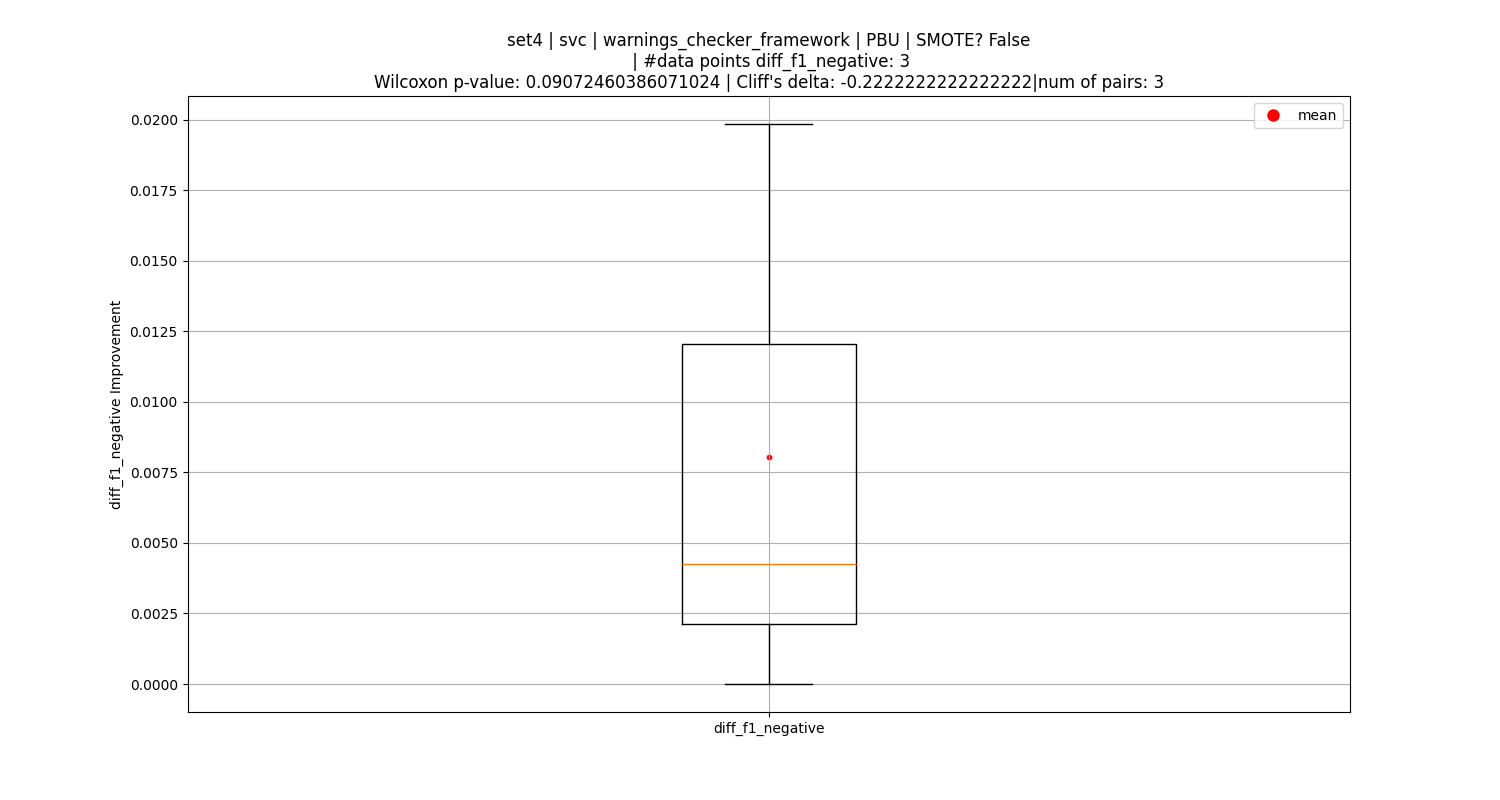 set4 | svc | warnings_checker_framework | PBU | SMOTE? False
| #data points diff_f1_negative: 3
Wilcoxon p-value: 0.09072460386071024 | Cliff's delta: -0.2222222222222222|num of pairs: 3
mean
0.0200
0.0175
0.0150
0.0125
0.0100
0.0075
0.0050
0.0025
0.0000
diff_f1_negative Improvement
diff_f1_negative